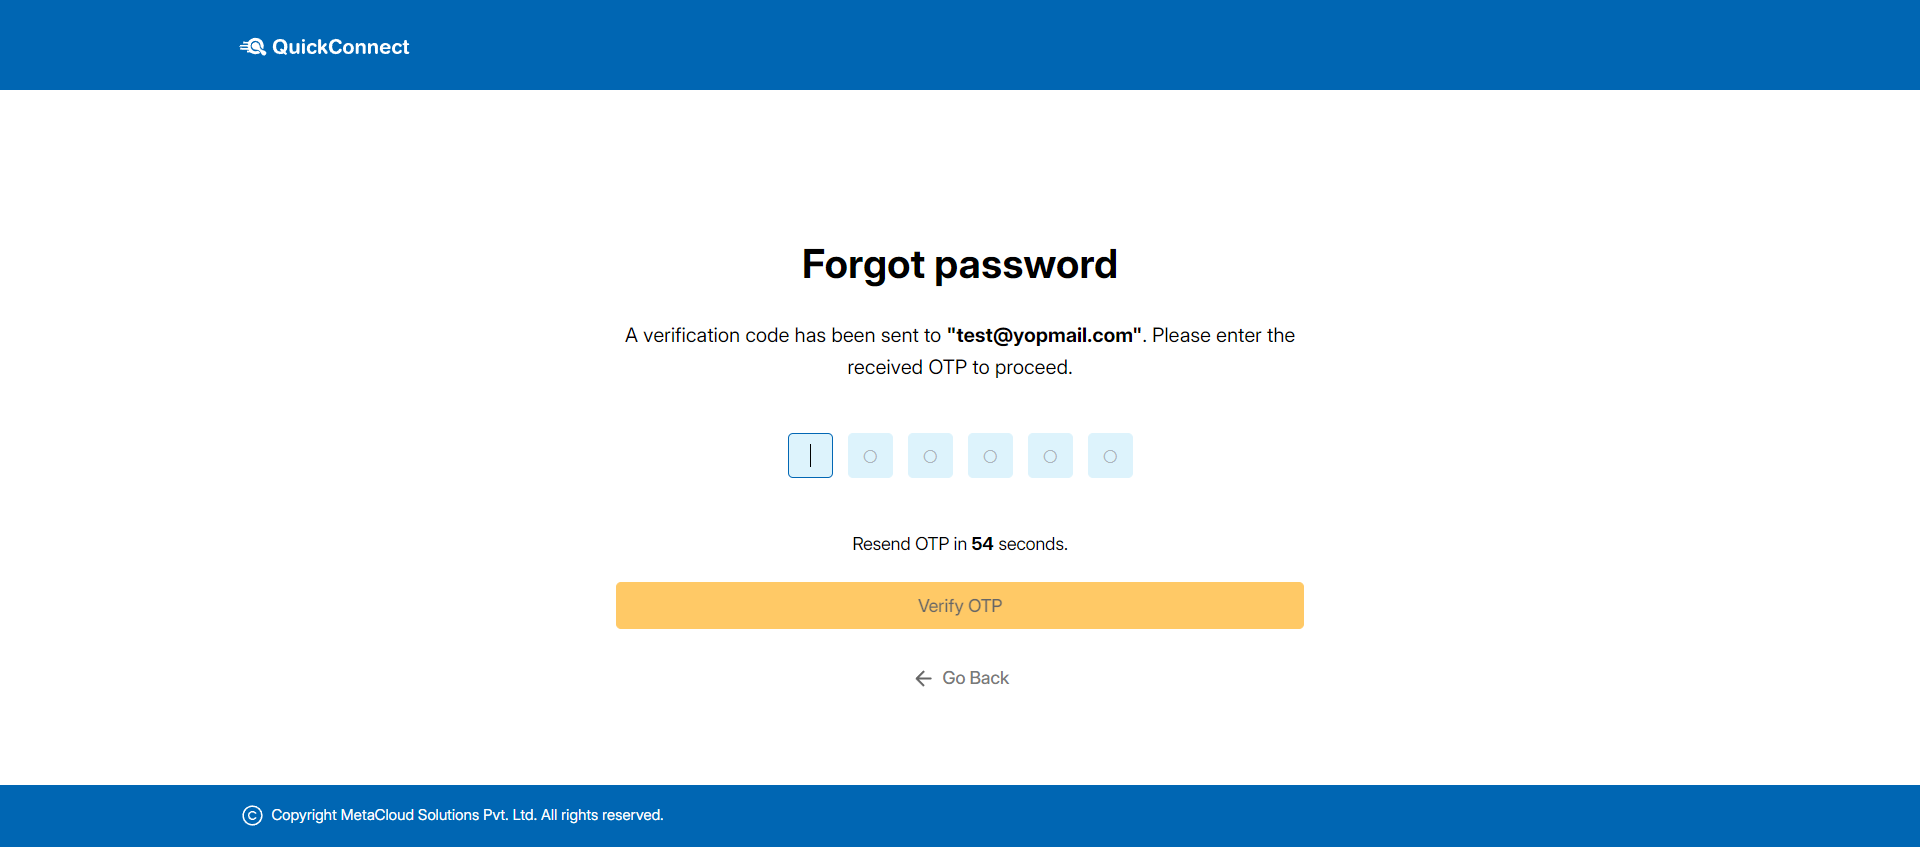 QuickConnect
Forgot password
A verification code has been sent to "test@yopmail.com". Please enter the
received OTP to proceed.
Resend OTP in 54 seconds.
Verify OTP
Go Back
© Copyright MetaCloud Solutions Pvt. Ltd. All rights reserved.